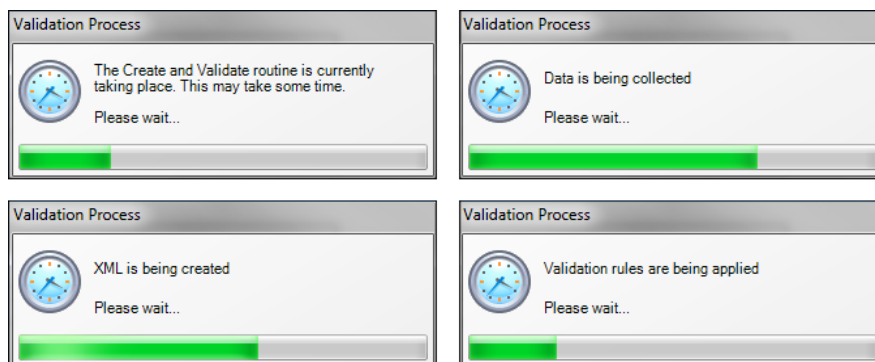 Validation Process
The Create and Validate routine is currently
taking place. This may take some time.
Please wait...
Validation Process
Data is being collected
Please wait...
Validation Process
XML is being created
Please wait...
Validation Process
Validation rules are being applied
Please wait...